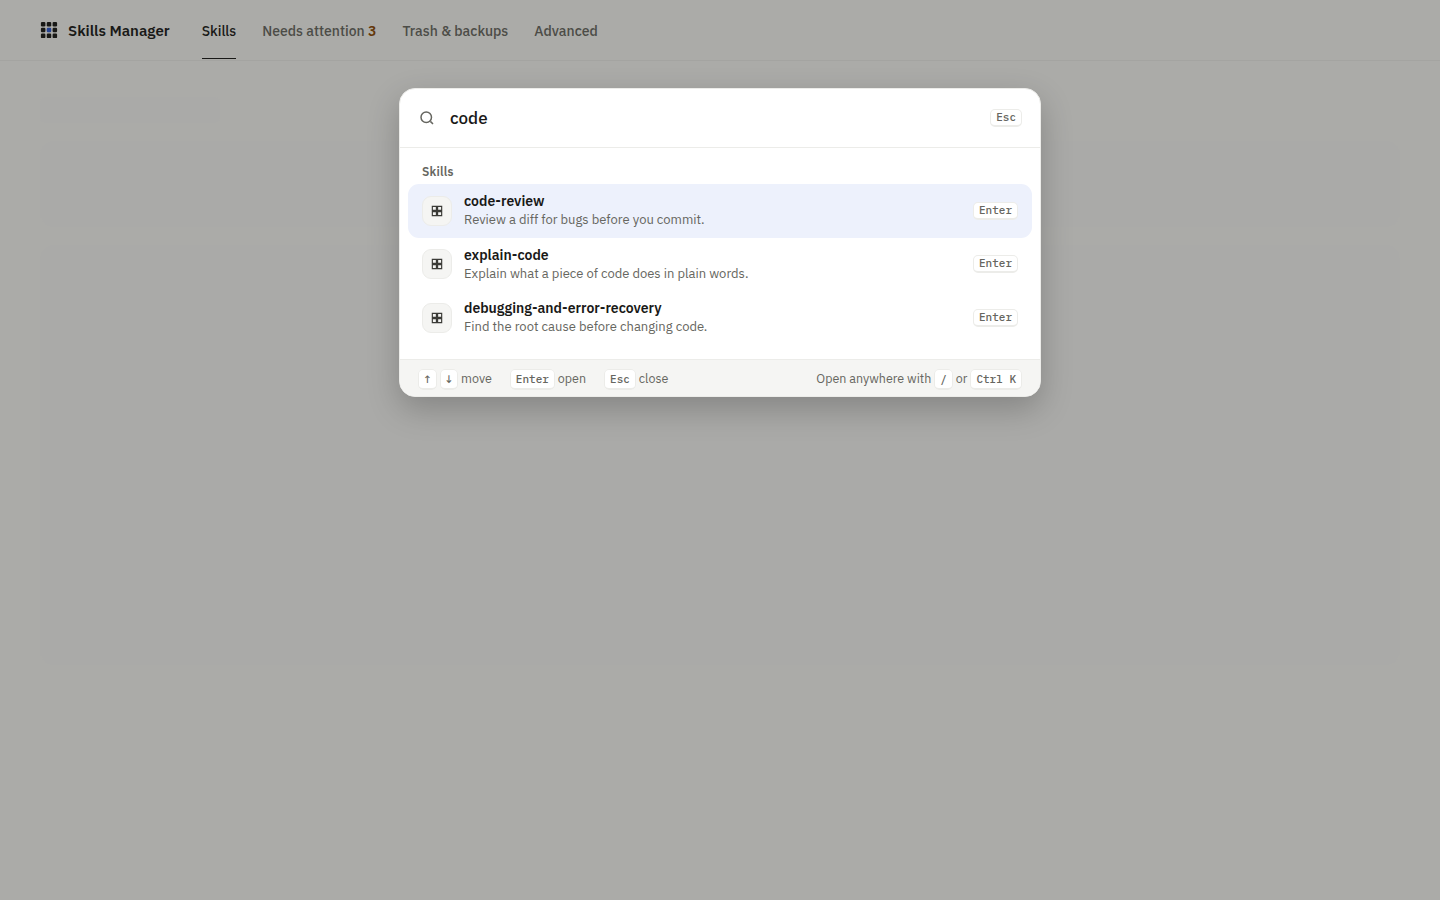 Skills Manager Skills Needs attention 3 Trash & backups Advanced
code Esc
Skills
code-review
Review a diff for bugs before you commit. Enter
explain-code
Explain what a piece of code does in plain words. Enter
debugging-and-error-recovery
Find the root cause before changing code. Enter
↑ ↓ move Enter open Esc close Open anywhere with / or Ctrl K